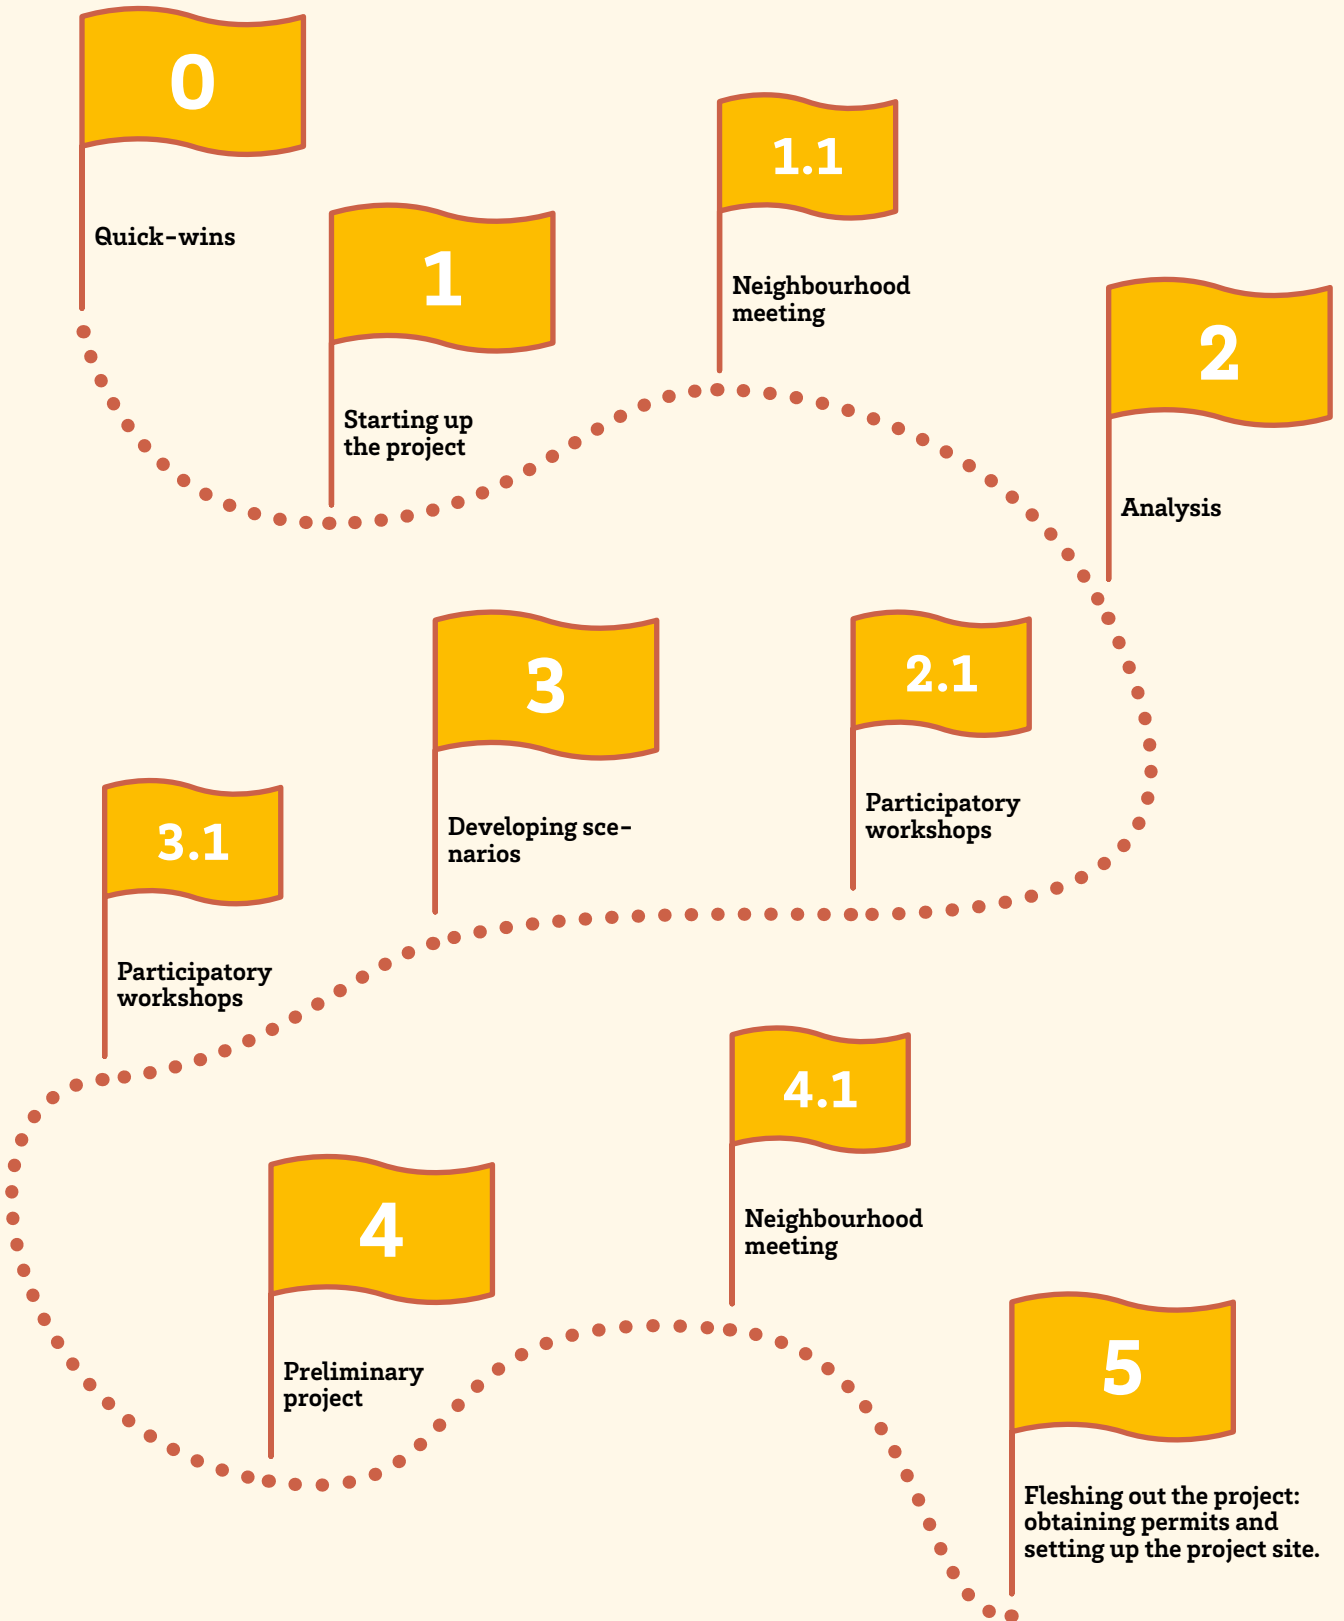 0
Quick-wins
1
Starting up
the project
1.1
Neighbourhood
meeting
2
Analysis
2.1
Participatory
workshops
3
Developing sce-
narios
3.1
Participatory
workshops
4
Preliminary
project
4.1
Neighbourhood
meeting
5
Fleshing out the project:
obtaining permits and
setting up the project site.